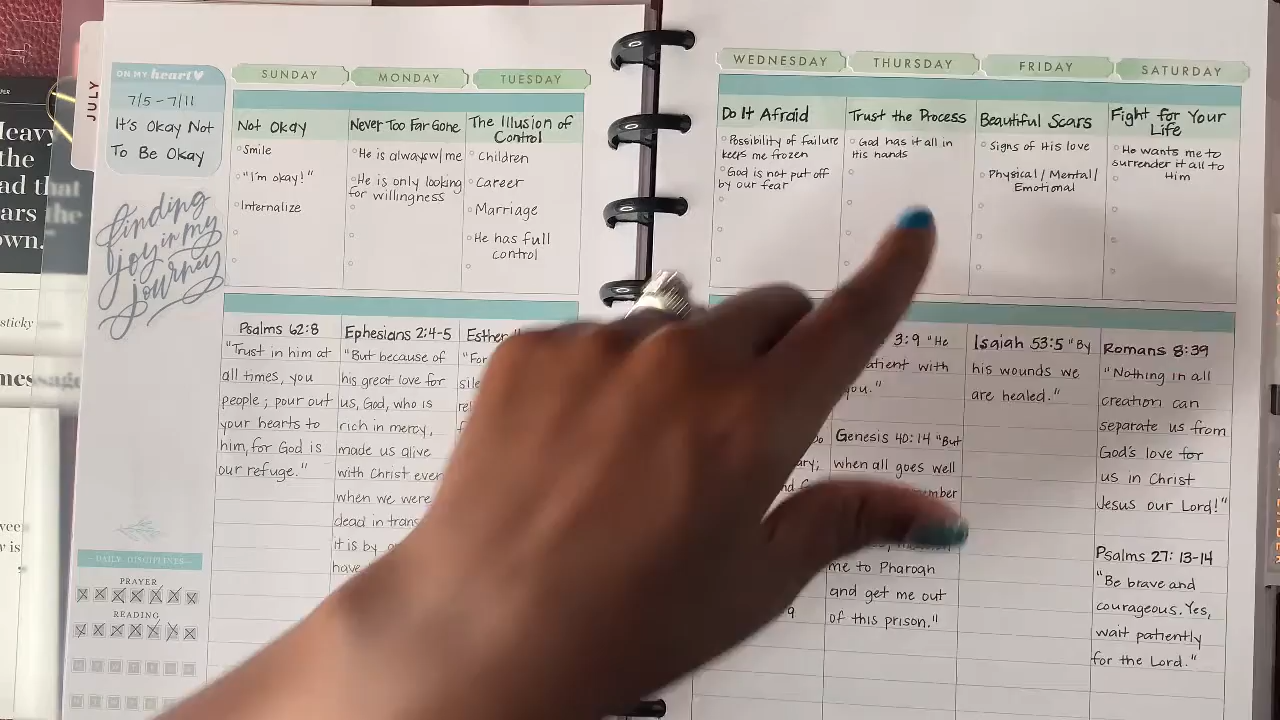 JULY
ON MY heart
7/5 - 7/11
It's Okay Not
To Be Okay
finding
joy in my
journey
DAILY DISCIPLINES
PRAYER
READING
SUNDAY
Not Okay
Smile
"I'm okay!"
Internalize
Psalms 62:8
"Trust in him at
all times, you
people; pour out
your hearts to
him, for God is
our refuge."
MONDAY
Never Too Far Gone
He is always w/ me
He is only looking
for willingness
Ephesians 2:4-5
"But because of
his great love for
us, God, who is
rich in mercy,
made us alive
with Christ even
when we were
dead in
it is by
TUESDAY
The Illusion of
Control
Children
Career
Marriage
He has full
control
"For
WEDNESDAY
Do It Afraid
Possibility of failure
keeps me frozen
God is not put off
by our fear
THURSDAY
Trust the Process
God has it all in
His hands
3:9 "He
with
you."
Genesis 40:14 "But
when all goes well
me to Pharoah
and get me out
of this prison."
FRIDAY
Beautiful Scars
Signs of His love
Physical / Mental /
Emotional
Isaiah 53:5 "By
his wounds we
are healed."
SATURDAY
Fight for Your
Life
He wants me to
surrender it all to
Him
Romans 8:39
"Nothing in all
creation can
separate us from
God's love for
us in Christ
Jesus our Lord!"
Psalms 27: 13-14
"Be brave and
courageous. Yes,
wait patiently
for the Lord."
Heavy
the
that
the
own.
sticky